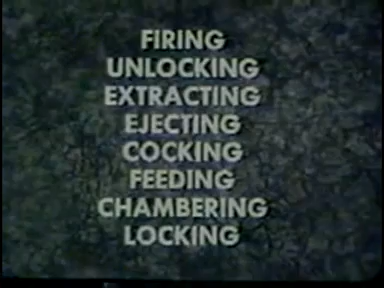 FIRING
UNLOCKING
EXTRACTING
EJECTING
COCKING
FEEDING
CHAMBERING
LOCKING